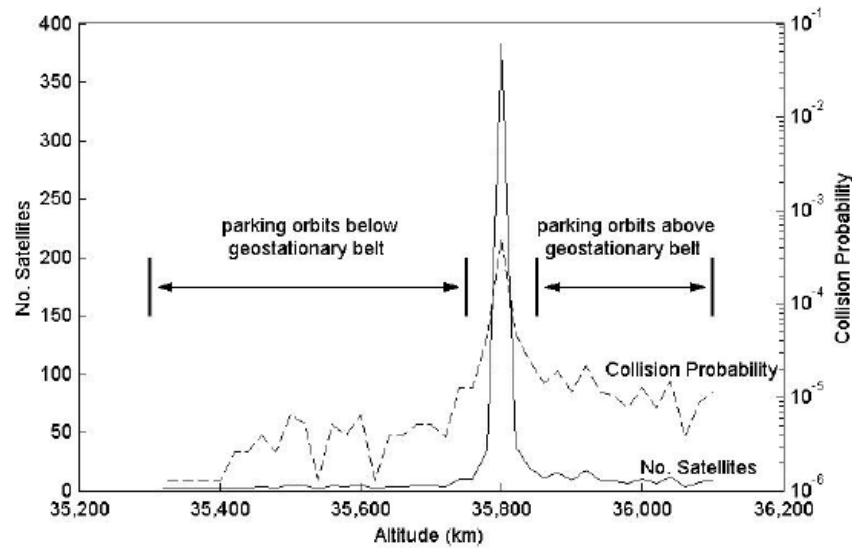 400
350
300
250
200
150
100
50
0
No. Satellites
10^-1
10^-2
10^-3
10^-4
10^-5
10^-6
Collision Probability
parking orbits below
geostationary belt
parking orbits above
geostationary belt
Collision Probability
No. Satellites
35,200
35,400
35,600
35,800
36,000
36,200
Altitude (km)